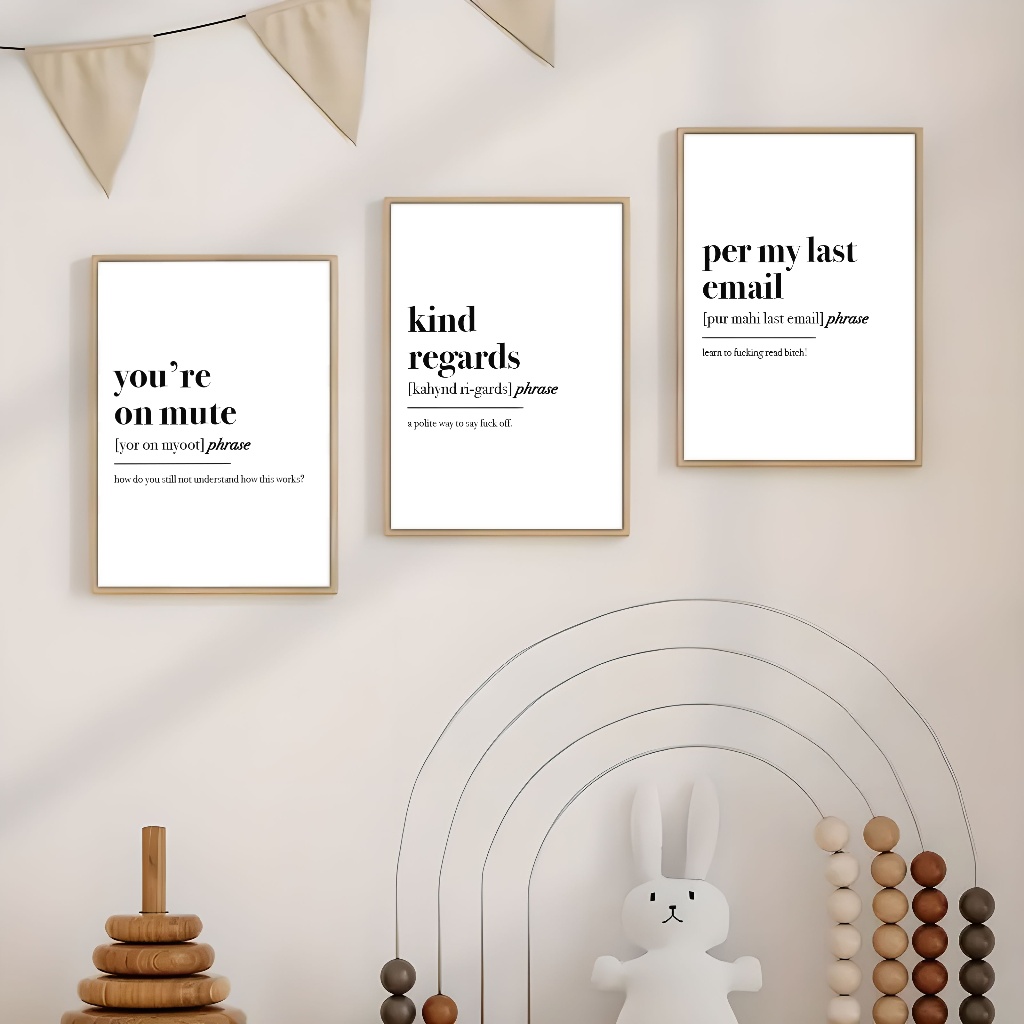 you're
on mute
[yor on myoot] phrase
how do you still not understand how this works?
kind
regards
[kahynd ri-gards] phrase
a polite way to say fuck off.
per my last
email
[pur mahi last email] phrase
learn to fucking read bitch!